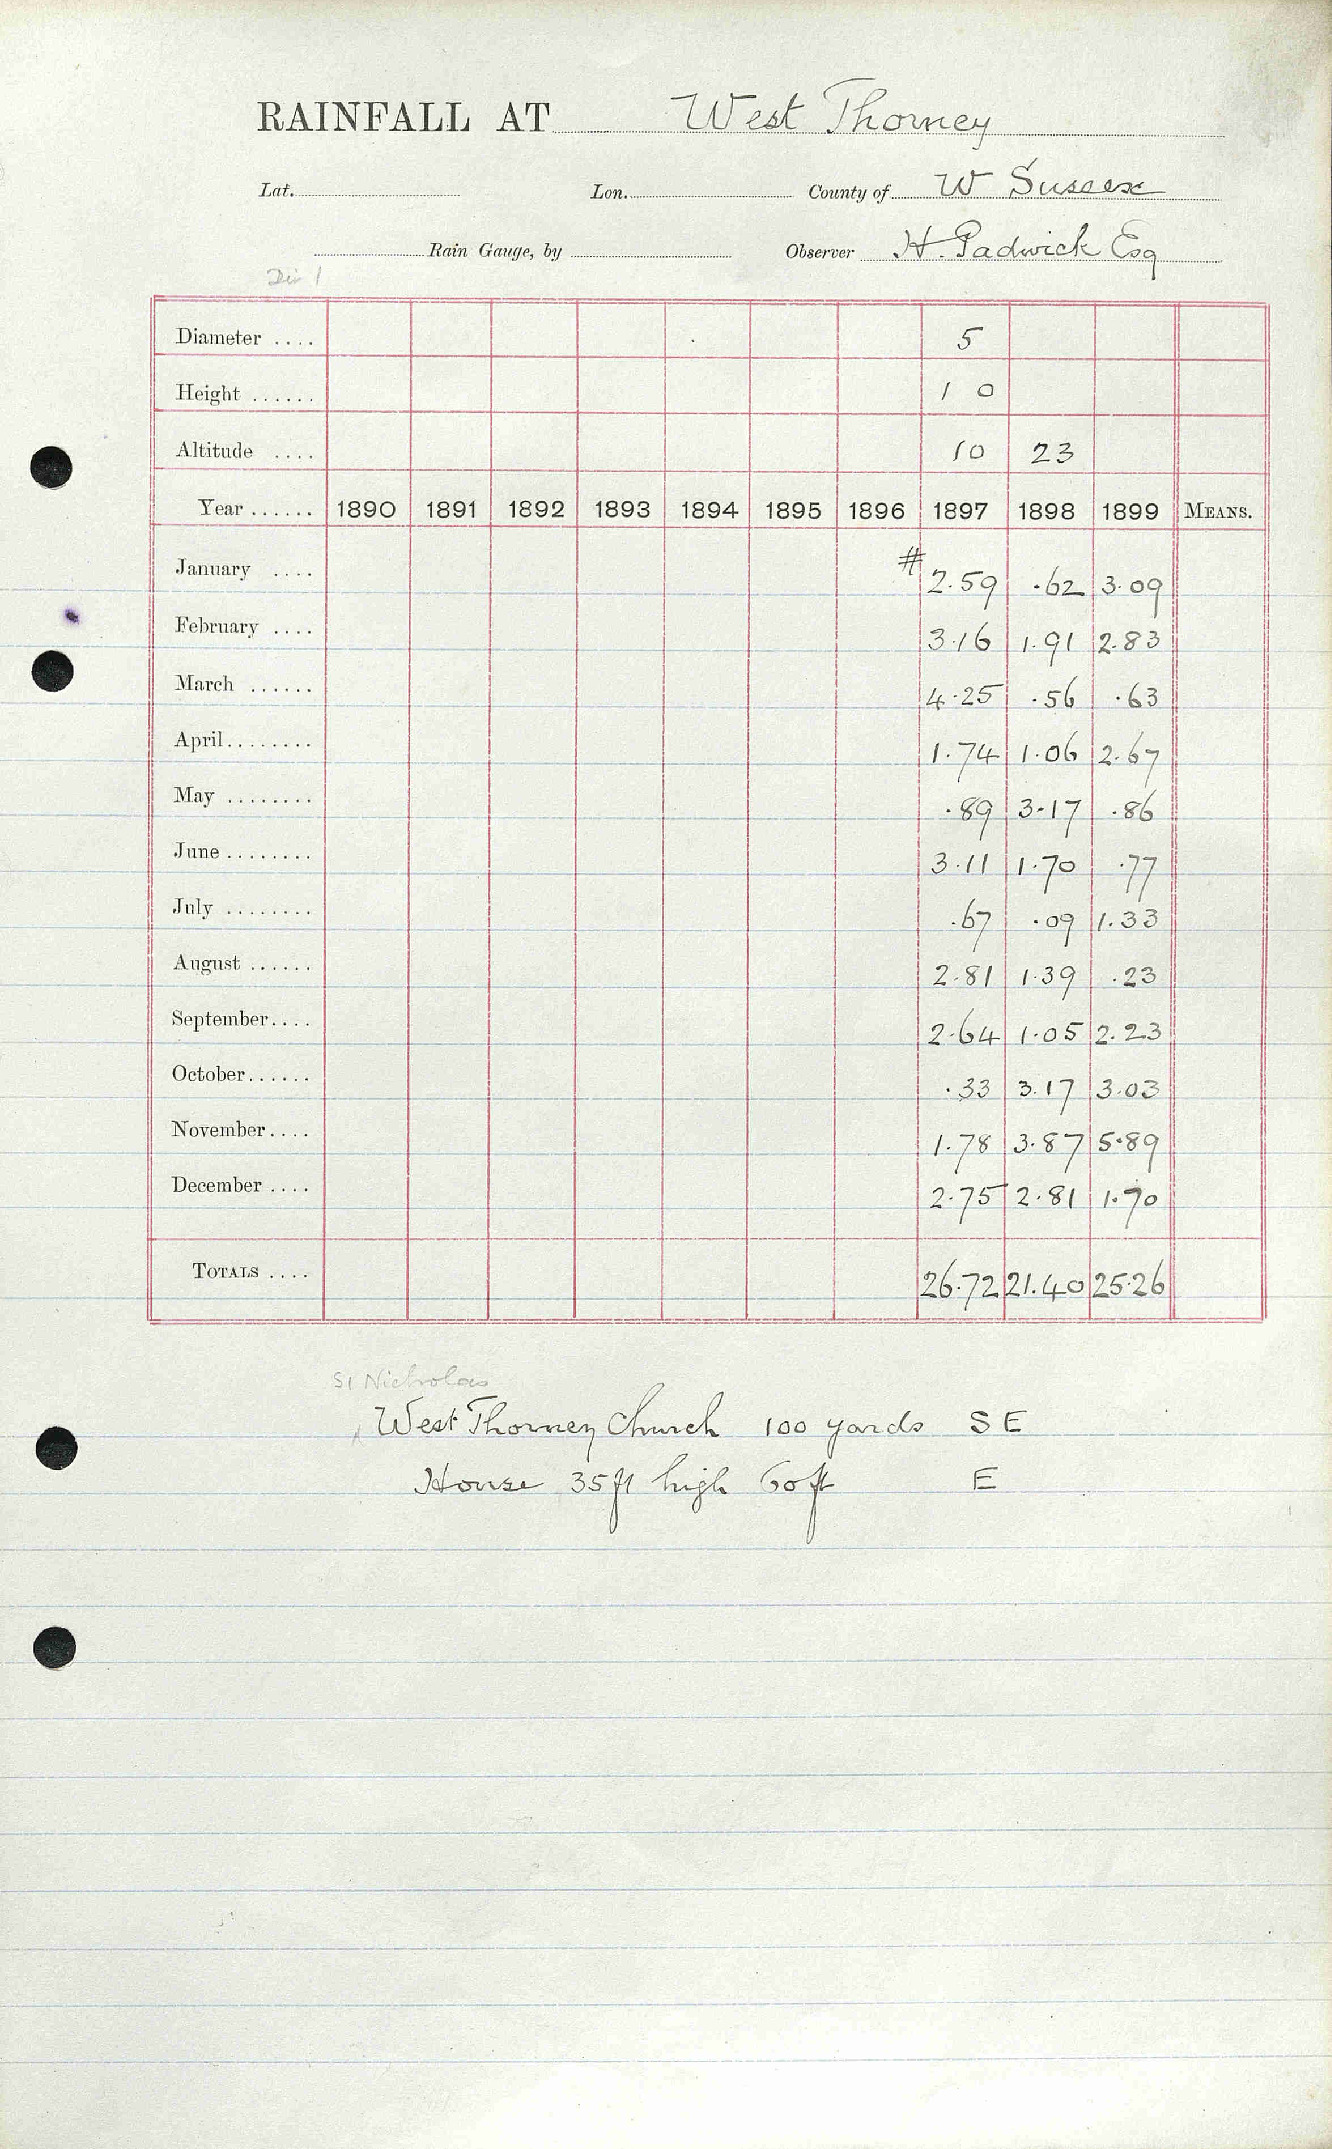 RAINFALL AT West Thorney
Lat. Lon. County of W Sussex
Rain Gauge, by Observer H. Padwick Esq
Div 1
Diameter .... 5
Height ...... 1 0
Altitude .... 10 23
Year ...... 1890 1891 1892 1893 1894 1895 1896 1897 1898 1899 MEANS.
January .... # 2.59 .62 3.09
February .... 3.16 1.91 2.83
March ...... 4.25 .56 .63
April ........ 1.74 1.06 2.67
May ........ .89 3.17 .86
June ........ 3.11 1.70 .77
July ........ .67 .09 1.33
August ...... 2.81 1.39 .23
September.... 2.64 1.05 2.23
October...... .33 3.17 3.03
November.... 1.78 3.87 5.89
December .... 2.75 2.81 1.70
TOTALS .... 26.72 21.40 25.26
St Nicholas
West Thorney Church 100 yards S E
House 35ft high 60ft E